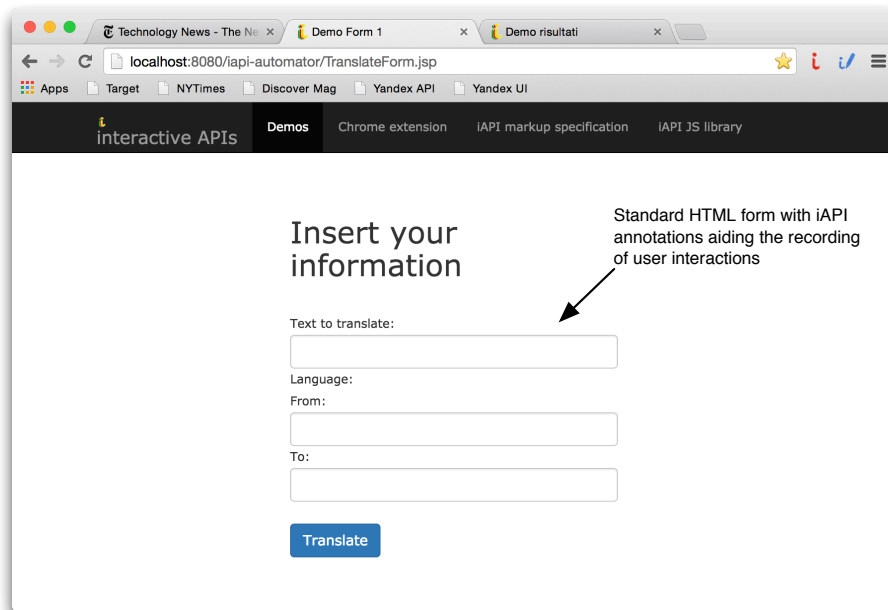 Technology News - The Ne
Demo Form 1
Demo risultati
localhost:8080/iapi-automator/TranslateForm.jsp
Apps Target NYTimes Discover Mag Yandex API Yandex UI
interactive APIs Demos Chrome extension iAPI markup specification iAPI JS library
Insert your
information
Standard HTML form with iAPI
annotations aiding the recording
of user interactions
Text to translate:
Language:
From:
To:
Translate